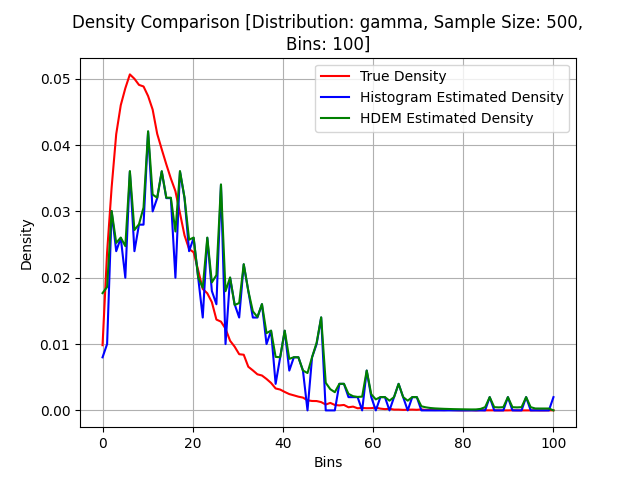 Density Comparison [Distribution: gamma, Sample Size: 500,
Bins: 100]
True Density
Histogram Estimated Density
HDEM Estimated Density
Density
0.05
0.04
0.03
0.02
0.01
0.00
0 20 40 60 80 100
Bins